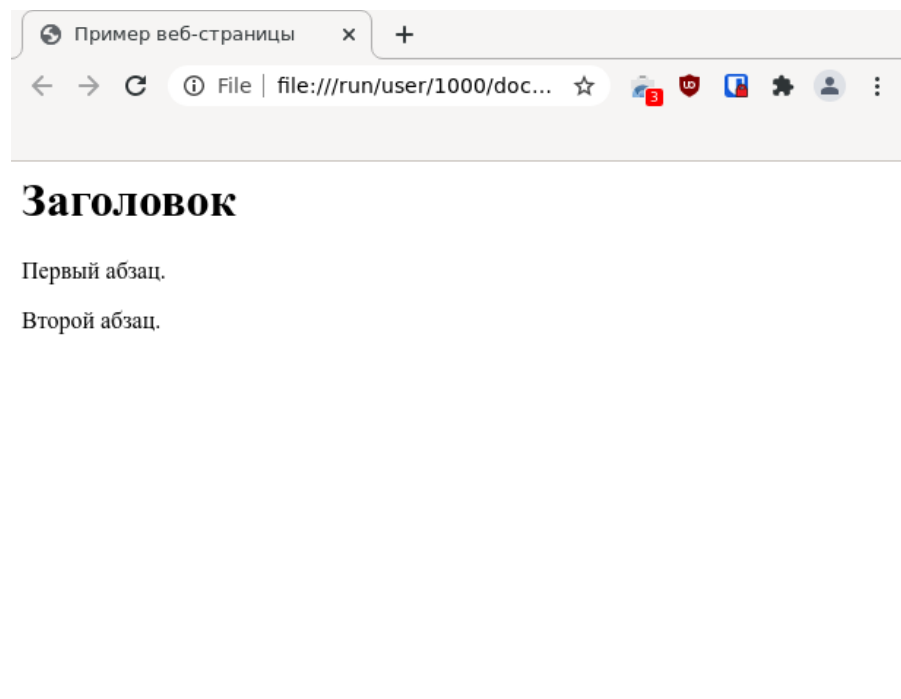 Пример веб-страницы
File file:///run/user/1000/doc...
3
Заголовок
Первый абзац.
Второй абзац.